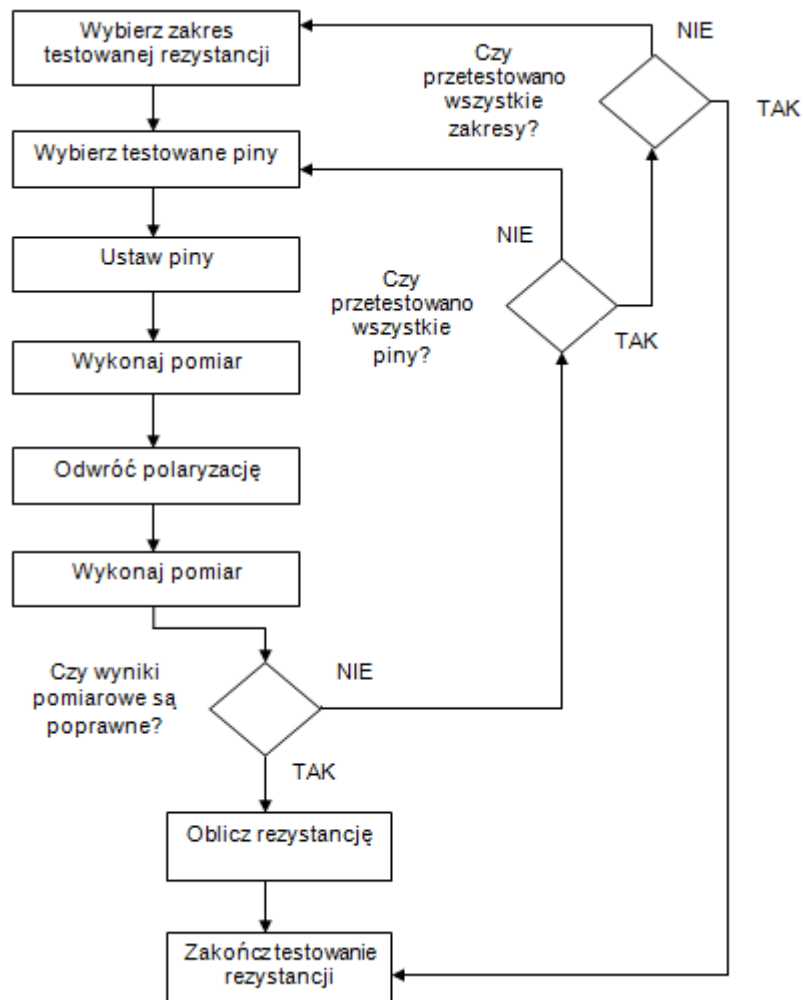 Wybierz zakres
testowanej rezystancji
NIE
Czy
przetestowano
wszystkie
zakresy?
TAK
Wybierz testowane piny
NIE
Ustaw piny
Czy
przetestowano
wszystkie
piny?
TAK
Wykonaj pomiar
Odwróć polaryzację
Wykonaj pomiar
Czy wyniki
pomiarowe są
poprawne?
NIE
TAK
Oblicz rezystancję
Zakończ testowanie
rezystancji